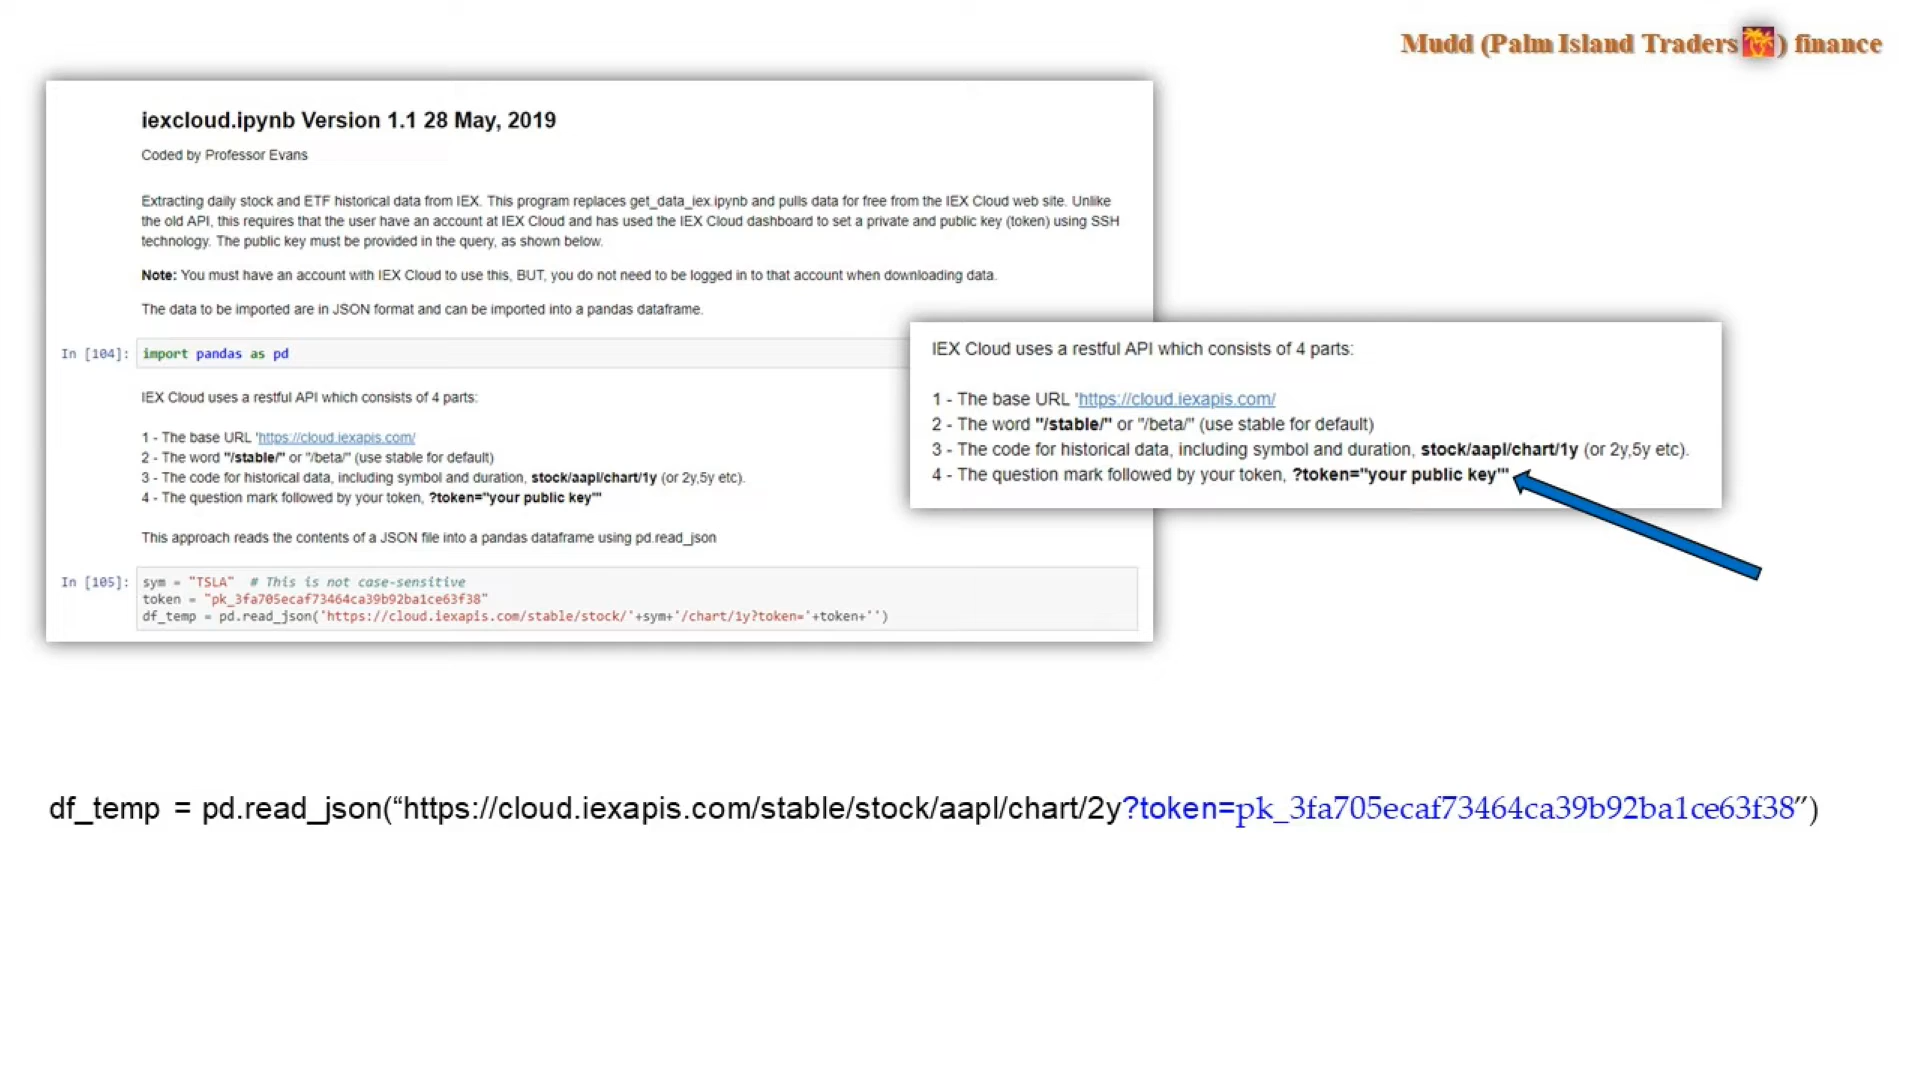 Mudd (Palm Island Traders ) finance
iexcloud.ipynb Version 1.1 28 May, 2019
Coded by Professor Evans
Extracting daily stock and ETF historical data from IEX. This program replaces get_data_iex.ipynb and pulls data for free from the IEX Cloud web site. Unlike
the old API, this requires that the user have an account at IEX Cloud and has used the IEX Cloud dashboard to set a private and public key (token) using SSH
technology. The public key must be provided in the query, as shown below.
Note: You must have an account with IEX Cloud to use this, BUT, you do not need to be logged in to that account when downloading data.
The data to be imported are in JSON format and can be imported into a pandas dataframe.
In [104]: import pandas as pd
IEX Cloud uses a restful API which consists of 4 parts:
1 - The base URL 'https://cloud.iexapis.com/
2 - The word "/stable/" or "/beta/" (use stable for default)
3 - The code for historical data, including symbol and duration, stock/aapl/chart/1y (or 2y,5y etc).
4 - The question mark followed by your token, ?token="your public key'"
This approach reads the contents of a JSON file into a pandas dataframe using pd.read_json
In [105]: sym = "TSLA" # This is not case-sensitive
token = "pk_3fa705ecaf73464ca39b92ba1ce63f38"
df_temp = pd.read_json('https://cloud.iexapis.com/stable/stock/'+sym+'/chart/1y?token='+token+'')
IEX Cloud uses a restful API which consists of 4 parts:
1 - The base URL 'https://cloud.iexapis.com/
2 - The word "/stable/" or "/beta/" (use stable for default)
3 - The code for historical data, including symbol and duration, stock/aapl/chart/1y (or 2y,5y etc).
4 - The question mark followed by your token, ?token="your public key'"
df_temp = pd.read_json(“https://cloud.iexapis.com/stable/stock/aapl/chart/2y?token=pk_3fa705ecaf73464ca39b92ba1ce63f38″)